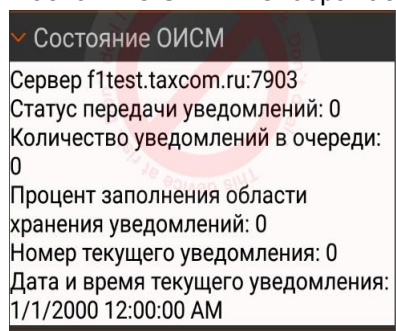 Состояние ОИСМ
Сервер f1test.taxcom.ru:7903
Статус передачи уведомлений: 0
Количество уведомлений в очереди:
0
Процент заполнения области
хранения уведомлений: 0
Номер текущего уведомления: 0
Дата и время текущего уведомления:
1/1/2000 12:00:00 AM